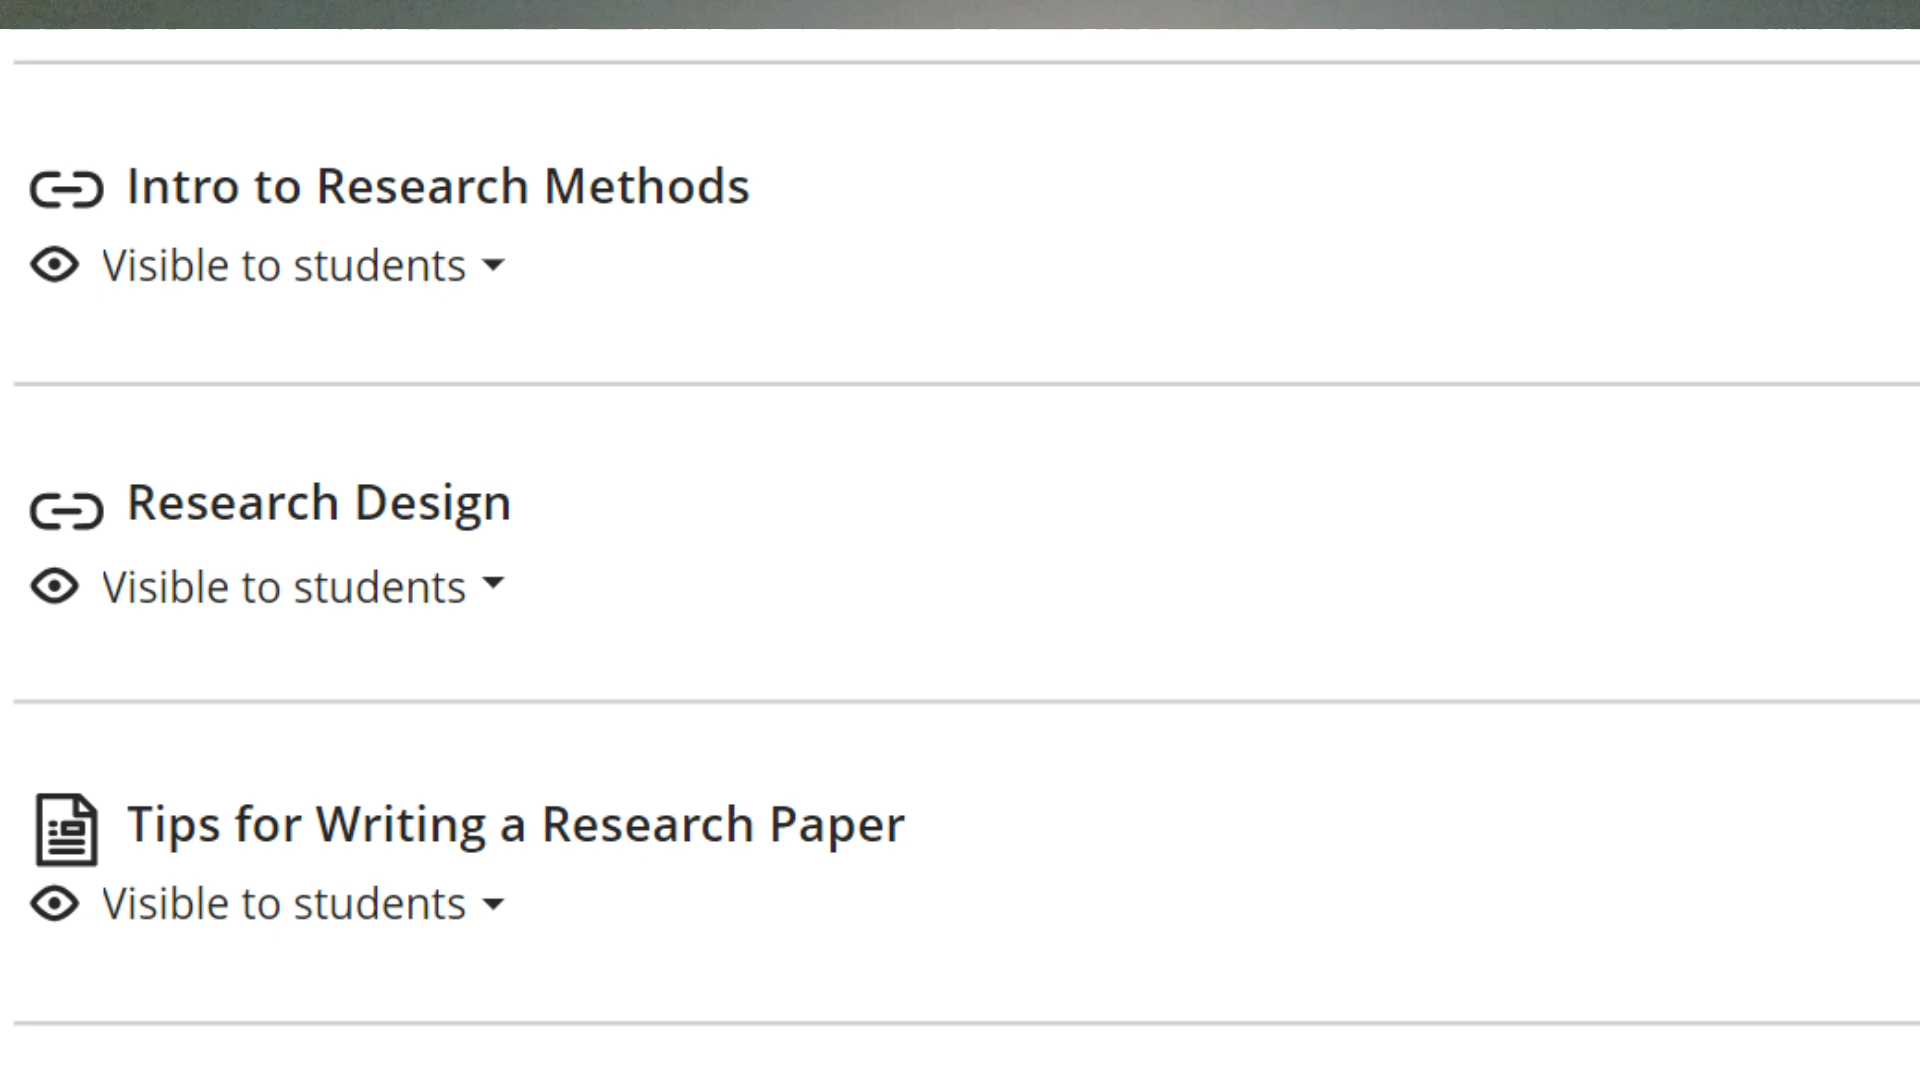 Intro to Research Methods
Visible to students
Research Design
Visible to students
Tips for Writing a Research Paper
Visible to students